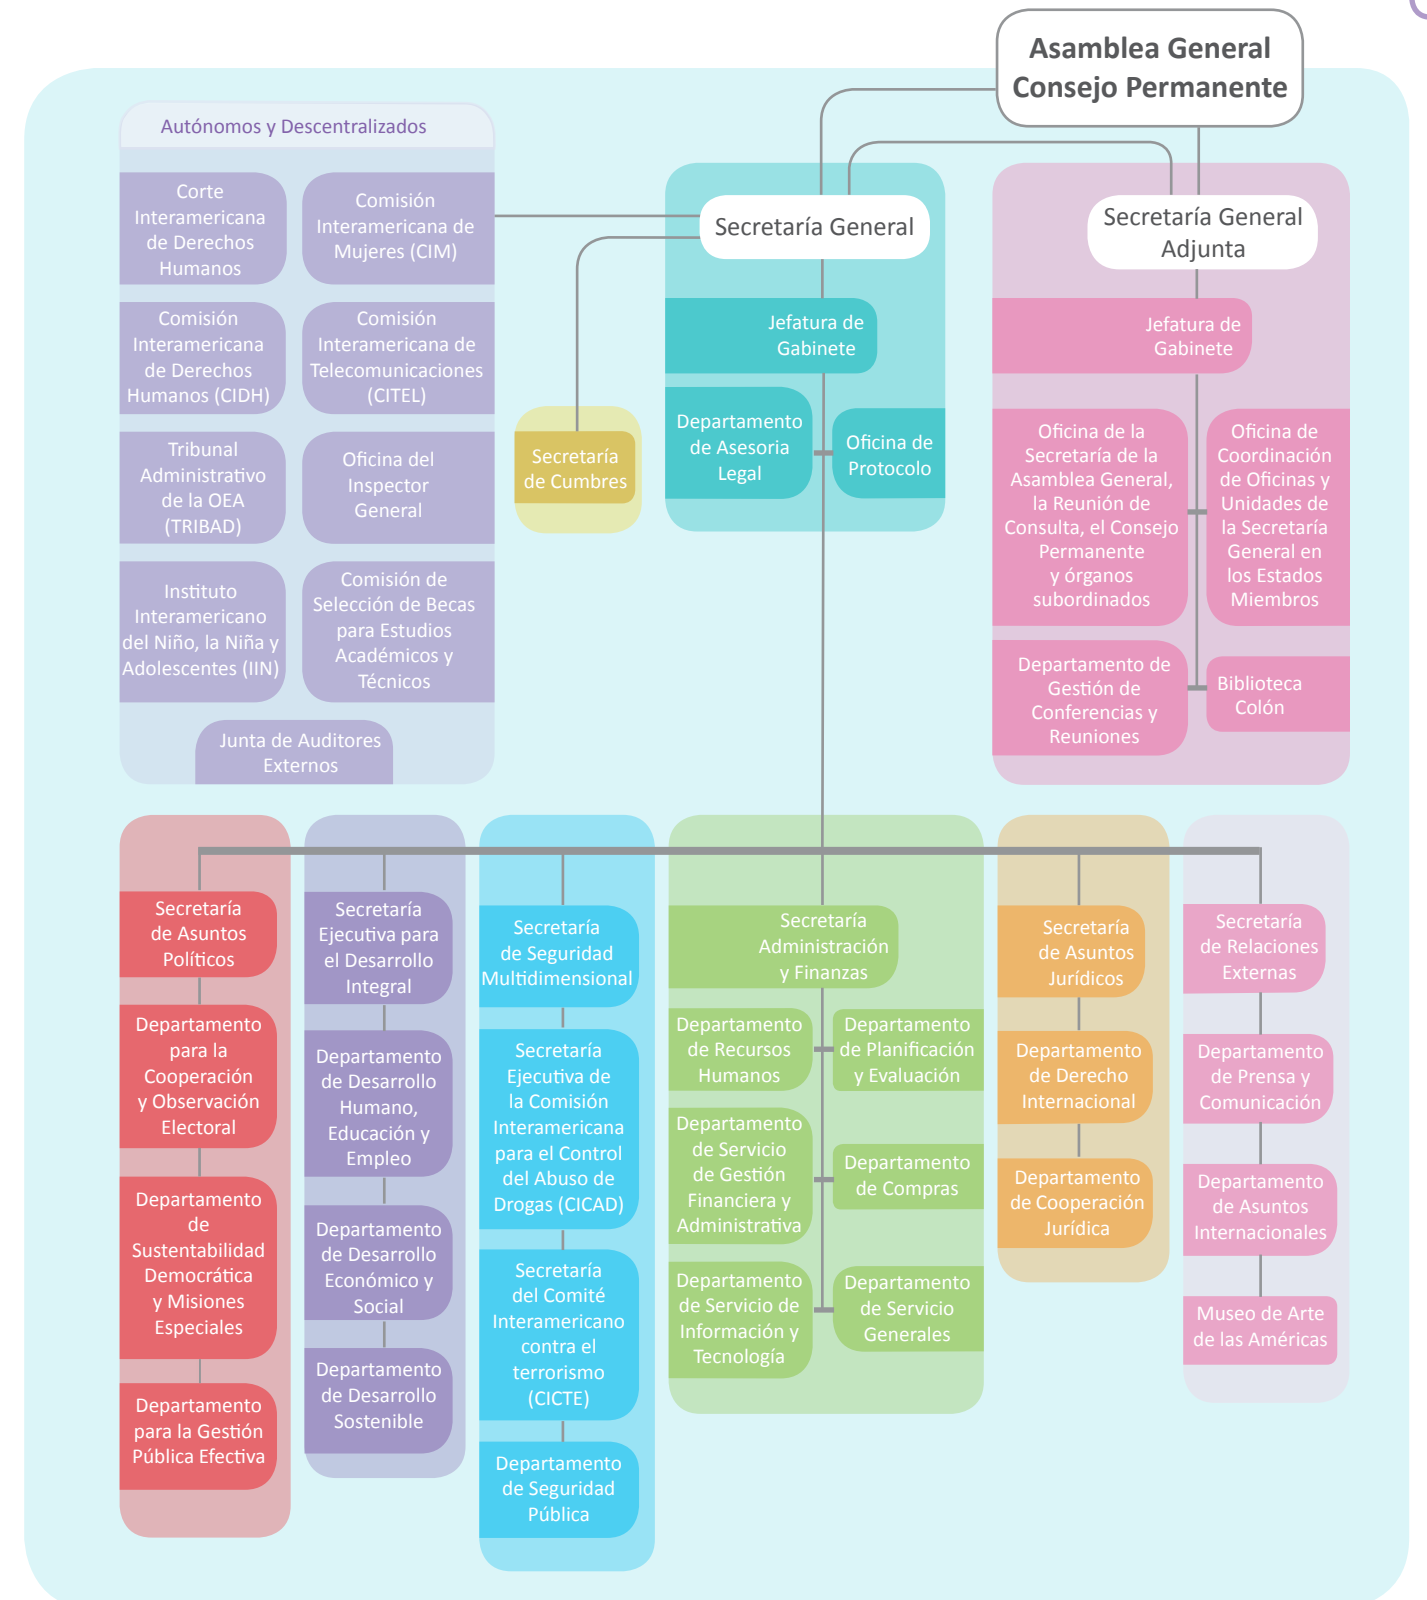 Asamblea General
Consejo Permanente
Autónomos y Descentralizados
Corte
Interamericana
de Derechos
Humanos
Comisión
Interamericana de
Mujeres (CIM)
Comisión
Interamericana
de Derechos
Humanos (CIDH)
Comisión
Interamericana de
Telecomunicaciones
(CITEL)
Tribunal
Administrativo
de la OEA
(TRIBAD)
Oficina del
Inspector
General
Instituto
Interamericano
del Niño, la Niña y
Adolescentes (IIN)
Comisión de
Selección de Becas
para Estudios
Académicos y
Técnicos
Junta de Auditores
Externos
Secretaría
de Cumbres
Secretaría General
Jefatura de
Gabinete
Departamento
de Asesoria
Legal
Oficina de
Protocolo
Secretaría General
Adjunta
Jefatura de
Gabinete
Oficina de la
Secretaría de la
Asamblea General,
la Reunión de
Consulta, el Consejo
Permanente
y órganos
subordinados
Oficina de
Coordinación
de Oficinas y
Unidades de
la Secretaría
General en
los Estados
Miembros
Departamento de
Gestión de
Conferencias y
Reuniones
Biblioteca
Colón
Secretaría
de Asuntos
Políticos
Departamento
para la
Cooperación
y Observación
Electoral
Departamento
de
Sustentabilidad
Democrática
y Misiones
Especiales
Departamento
para la Gestión
Pública Efectiva
Secretaría
Ejecutiva para
el Desarrollo
Integral
Departamento
de Desarrollo
Humano,
Educación y
Empleo
Departamento
de Desarrollo
Económico y
Social
Departamento
de Desarrollo
Sostenible
Secretaría
de Seguridad
Multidimensional
Secretaría
Ejecutiva de
la Comisión
Interamericana
para el Control
del Abuso de
Drogas (CICAD)
Secretaría
del Comité
Interamericano
contra el
terrorismo
(CICTE)
Departamento
de Seguridad
Pública
Secretaría
Administración
y Finanzas
Departamento
de Recursos
Humanos
Departamento
de Planificación
y Evaluación
Departamento
de Servicio
de Gestión
Financiera y
Administrativa
Departamento
de Compras
Departamento
de Servicio de
Información y
Tecnología
Departamento
de Servicio
Generales
Secretaría
de Asuntos
Jurídicos
Departamento
de Derecho
Internacional
Departamento
de Cooperación
Jurídica
Secretaría
de Relaciones
Externas
Departamento
de Prensa y
Comunicación
Departamento
de Asuntos
Internacionales
Museo de Arte
de las Américas